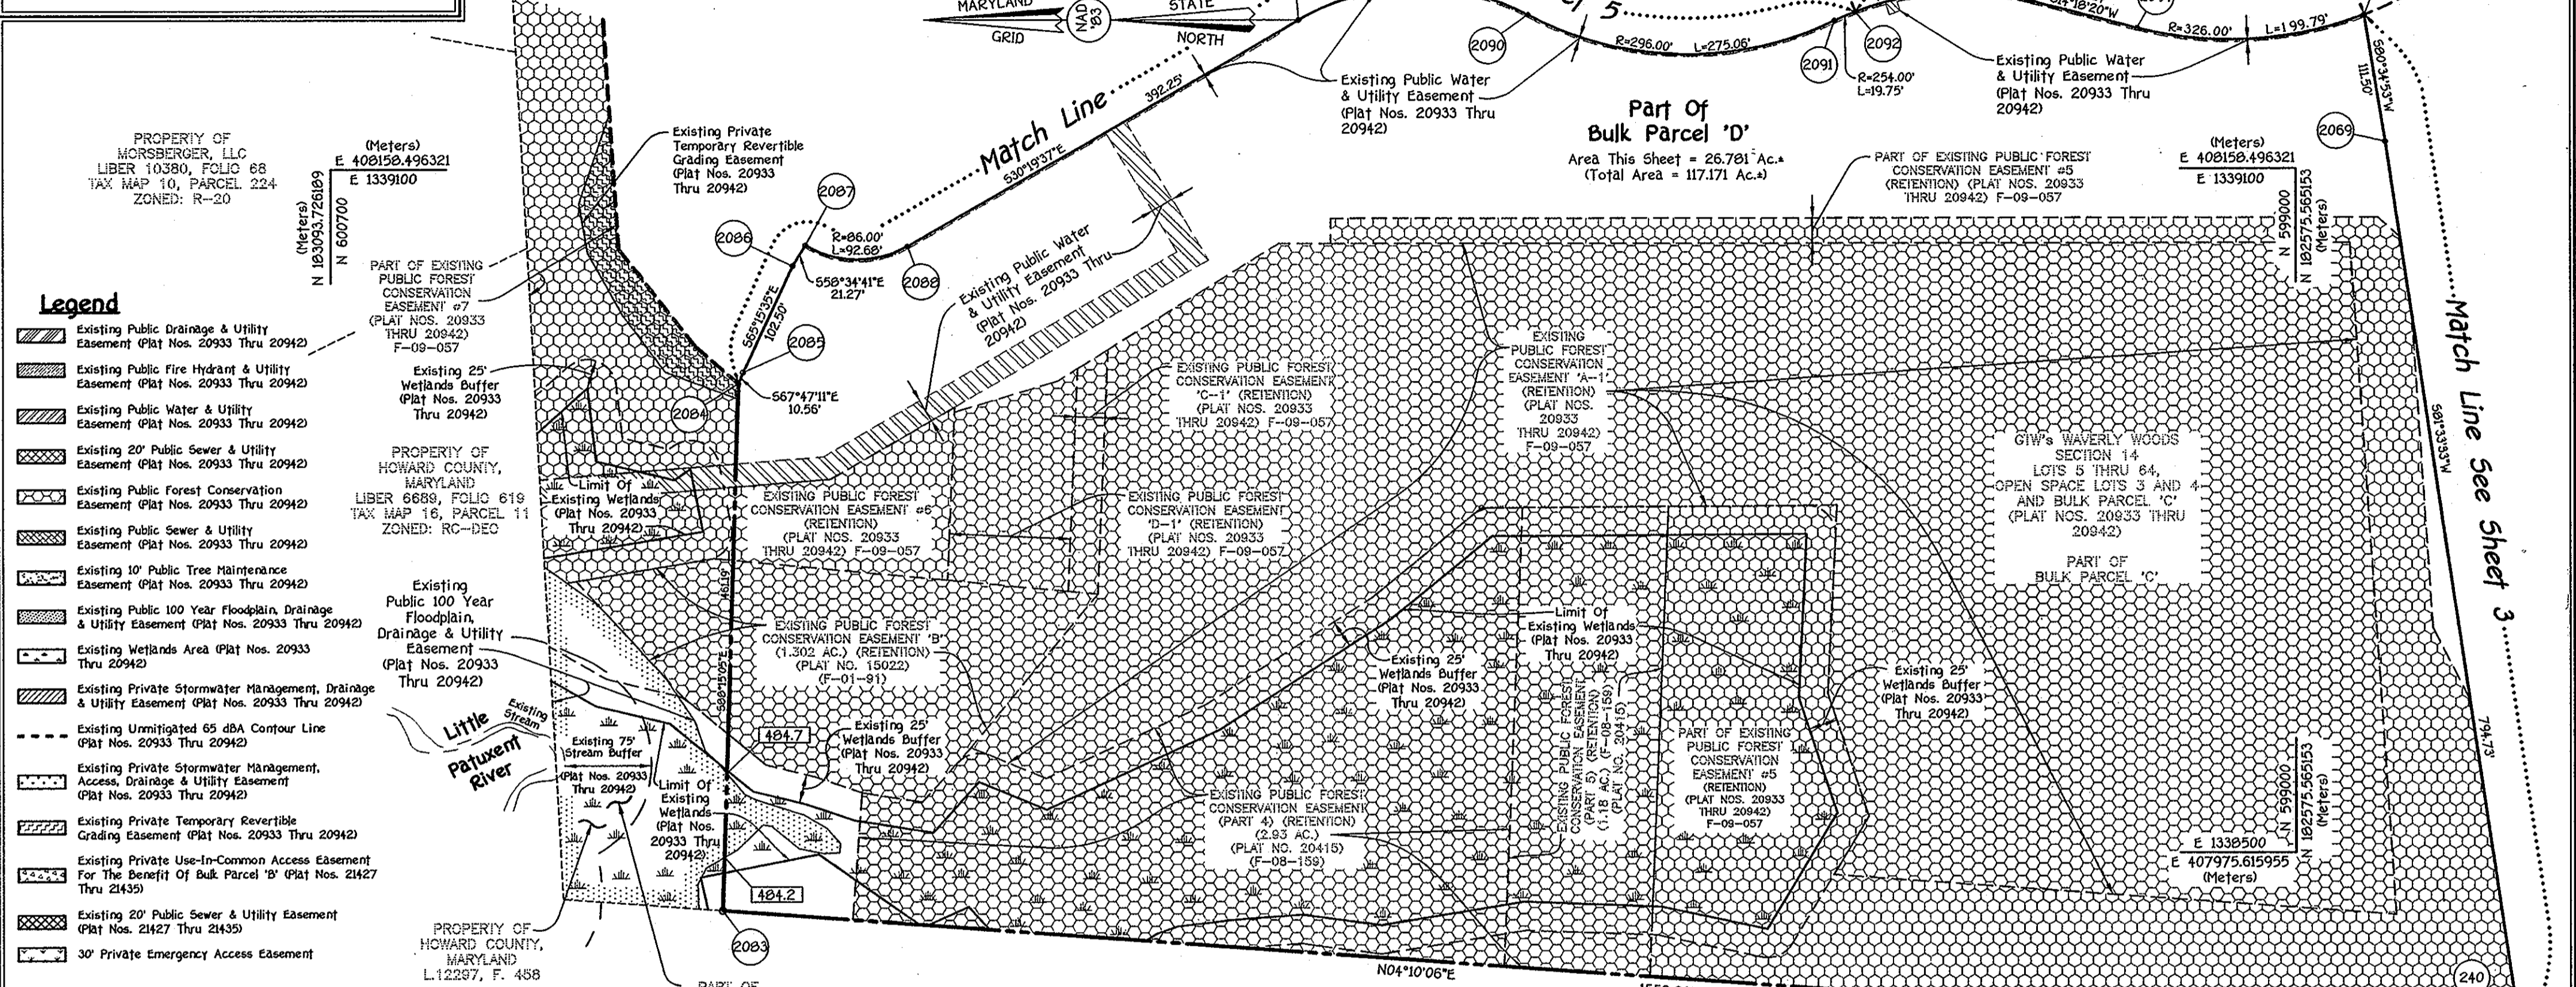 MARYLAND
STATE
NAD '83
GRID
NORTH
2090
R=296.00'
L=275.06'
2091
2092
R=254.00'
L=19.75'
R=326.00'
L=199.79'
S80°34'53"W
111.50'
2069
Existing Public Water
& Utility Easement
(Plat Nos. 20933 Thru
20942)
Existing Public Water
& Utility Easement
(Plat Nos. 20933 Thru
20942)
Part Of
Bulk Parcel 'D'
Area This Sheet = 26.781 Ac.±
(Total Area = 117.171 Ac.±)
PART OF EXISTING PUBLIC FOREST
CONSERVATION EASEMENT #5
(RETENTION) (PLAT NOS. 20933
THRU 20942) F-09-057
(Meters)
E 408158.496321
E 1339100
N 599000
N 182575.565153
(Meters)
PROPERTY OF
MORSBERGER, LLC
LIBER 10380, FOLIO 68
TAX MAP 10, PARCEL 224
ZONED: R-20
(Meters)
E 408158.496321
E 1339100
(Meters)
N 183093.726189
N 600700
Existing Private
Temporary Revertible
Grading Easement
(Plat Nos. 20933
Thru 20942)
Match Line
392.25'
S30°19'37"E
2087
2086
R=86.00'
L=92.68'
S58°34'41"E
21.27'
2088
S65°15'35"E
102.50'
2085
S67°47'11"E
10.56'
2084
Existing Public Water
& Utility Easement
(Plat Nos. 20933 Thru
20942)
PART OF EXISTING
PUBLIC FOREST
CONSERVATION
EASEMENT #7
(PLAT NOS. 20933
THRU 20942)
F-09-057
Existing 25'
Wetlands Buffer
(Plat Nos. 20933
Thru 20942)
PROPERTY OF
HOWARD COUNTY,
MARYLAND
LIBER 6689, FOLIO 619
TAX MAP 16, PARCEL 11
ZONED: RC-DEO
Limit Of
Existing Wetlands
(Plat Nos. 20933
Thru 20942)
Legend
Existing Public Drainage & Utility
Easement (Plat Nos. 20933 Thru 20942)
Existing Public Fire Hydrant & Utility
Easement (Plat Nos. 20933 Thru 20942)
Existing Public Water & Utility
Easement (Plat Nos. 20933 Thru 20942)
Existing 20' Public Sewer & Utility
Easement (Plat Nos. 20933 Thru 20942)
Existing Public Forest Conservation
Easement (Plat Nos. 20933 Thru 20942)
Existing Public Sewer & Utility
Easement (Plat Nos. 20933 Thru 20942)
Existing 10' Public Tree Maintenance
Easement (Plat Nos. 20933 Thru 20942)
Existing Public 100 Year Floodplain, Drainage
& Utility Easement (Plat Nos. 20933 Thru 20942)
Existing Wetlands Area (Plat Nos. 20933
Thru 20942)
Existing Private Stormwater Management, Drainage
& Utility Easement (Plat Nos. 20933 Thru 20942)
Existing Unmitigated 65 dBA Contour Line
(Plat Nos. 20933 Thru 20942)
Existing Private Stormwater Management,
Access, Drainage & Utility Easement
(Plat Nos. 20933 Thru 20942)
Existing Private Temporary Revertible
Grading Easement (Plat Nos. 20933 Thru 20942)
Existing Private Use-In-Common Access Easement
For The Benefit Of Bulk Parcel 'B' (Plat Nos. 21427
Thru 21435)
Existing 20' Public Sewer & Utility Easement
(Plat Nos. 21427 Thru 21435)
30' Private Emergency Access Easement
Existing
Public 100 Year
Floodplain,
Drainage & Utility
Easement
(Plat Nos. 20933
Thru 20942)
Little
Patuxent
River
Existing
Stream
Existing 75'
Stream Buffer
(Plat Nos. 20933
Thru 20942)
Limit Of
Existing
Wetlands
(Plat Nos.
20933 Thru
20942)
PROPERTY OF
HOWARD COUNTY,
MARYLAND
L.12297, F. 458
PART OF
484.7
484.2
2083
461.19'
S88°15'05"E
EXISTING PUBLIC FOREST
CONSERVATION EASEMENT #6
(RETENTION)
(PLAT NOS. 20933
THRU 20942) F-09-057
EXISTING PUBLIC FOREST
CONSERVATION EASEMENT 'B'
(1.302 AC.) (RETENTION)
(PLAT NO. 15022)
(F-01-91)
Existing 25'
Wetlands Buffer
(Plat Nos. 20933
Thru 20942)
EXISTING PUBLIC FOREST
CONSERVATION EASEMENT
'C-1' (RETENTION)
(PLAT NOS. 20933
THRU 20942) F-09-057
EXISTING PUBLIC FOREST
CONSERVATION EASEMENT
'D-1' (RETENTION)
(PLAT NOS. 20933
THRU 20942) F-09-057
EXISTING
PUBLIC FOREST
CONSERVATION
EASEMENT 'A-1'
(RETENTION)
(PLAT NOS.
20933
THRU 20942)
F-09-057
EXISTING PUBLIC FOREST
CONSERVATION EASEMENT
(PART 4) (RETENTION)
(2.93 AC.)
(PLAT NO. 20415)
(F-08-159)
Existing 25'
Wetlands Buffer
(Plat Nos. 20933
Thru 20942)
Limit Of
Existing Wetlands
(Plat Nos. 20933
Thru 20942)
EXISTING PUBLIC FOREST
CONSERVATION EASEMENT
(PART 5) (RETENTION)
(1.18 AC.) (F-08-159)
(PLAT NO. 20415)
PART OF EXISTING
PUBLIC FOREST
CONSERVATION
EASEMENT #5
(RETENTION)
(PLAT NOS. 20933
THRU 20942)
F-09-057
Existing 25'
Wetlands Buffer
(Plat Nos. 20933
Thru 20942)
GTW's WAVERLY WOODS
SECTION 14
LOTS 5 THRU 64,
OPEN SPACE LOTS 3 AND 4
AND BULK PARCEL 'C'
(PLAT NOS. 20933 THRU
20942)
PART OF
BULK PARCEL 'C'
Match Line See Sheet 3
S81°33'53"W
794.73'
N 599000
N 182575.565153
(Meters)
E 1338500
E 407975.615955
(Meters)
N04°10'06"E
240